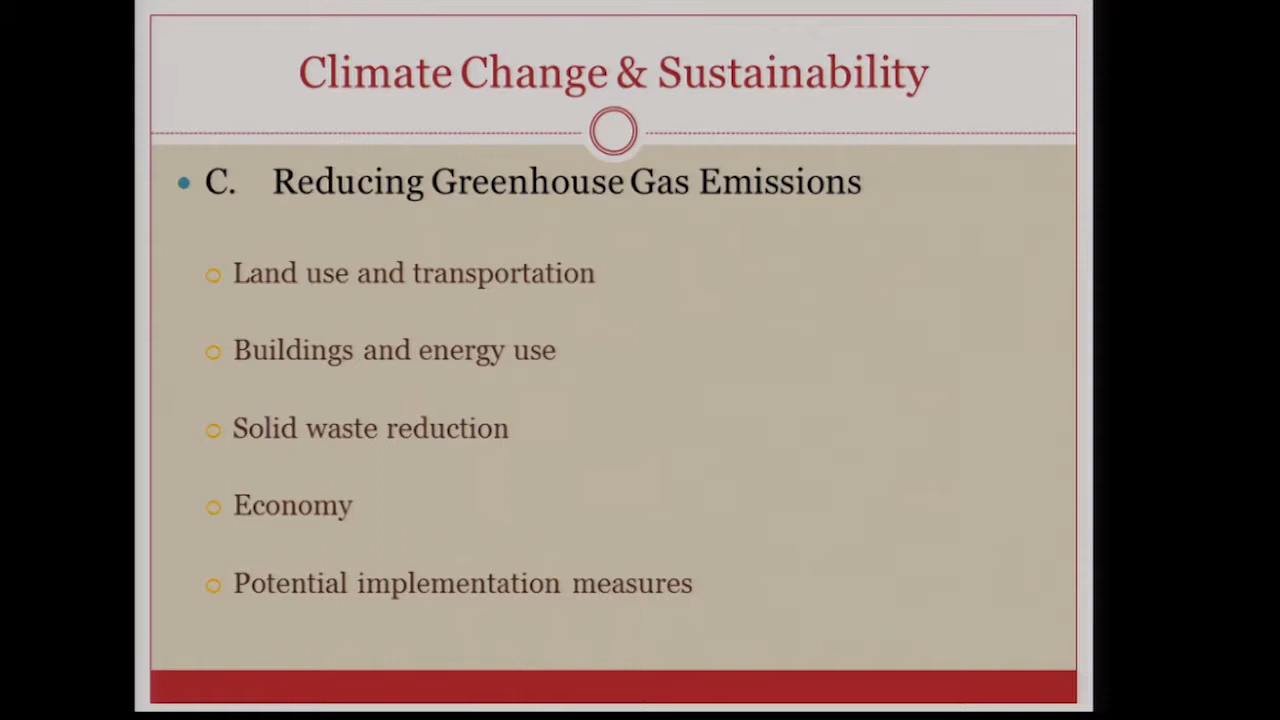 Climate Change & Sustainability
C. Reducing Greenhouse Gas Emissions
Land use and transportation
Buildings and energy use
Solid waste reduction
Economy
Potential implementation measures